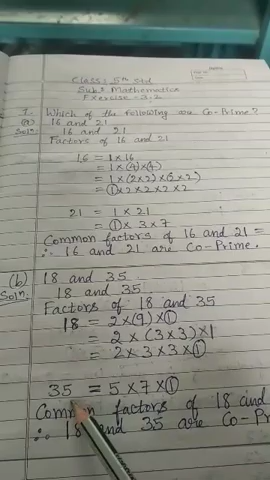 Class: 5th Std
Sub: Mathematics
Exercise - 3.2
1. Which of the following are Co-Prime?
(a) 16 and 21
Soln. 16 and 21
Factors of 16 and 21
16 = 1 × 16
= 1 × (4) × (4)
= 1 × (2 × 2) × (2 × 2)
= ① × 2 × 2 × 2 × 2
21 = 1 × 21
= ① × 3 × 7
Common factors of 16 and 21 =
∴ 16 and 21 are Co-Prime.
(b) 18 and 35
Soln. 18 and 35
Factors of 18 and 35
18 = 2 × (9) × ①
= 2 × (3 × 3) × 1
= 2 × 3 × 3 × ①
35 = 5 × 7 × ①
Common factors of 18 and
∴ 18 and 35 are Co-P